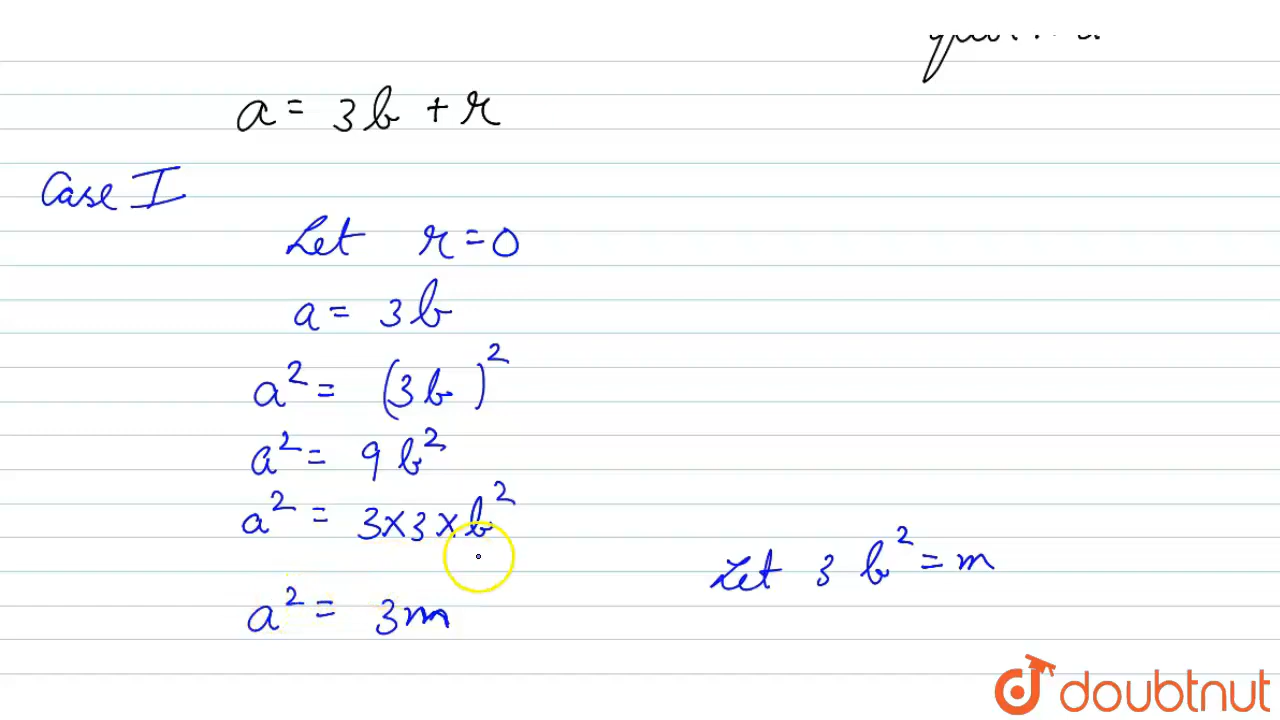 a = 3b + r
Case I
Let r = 0
a = 3b
a² = (3b)²
a² = 9b²
a² = 3×3×b²
Let 3b² = m
a² = 3m
doubtnut